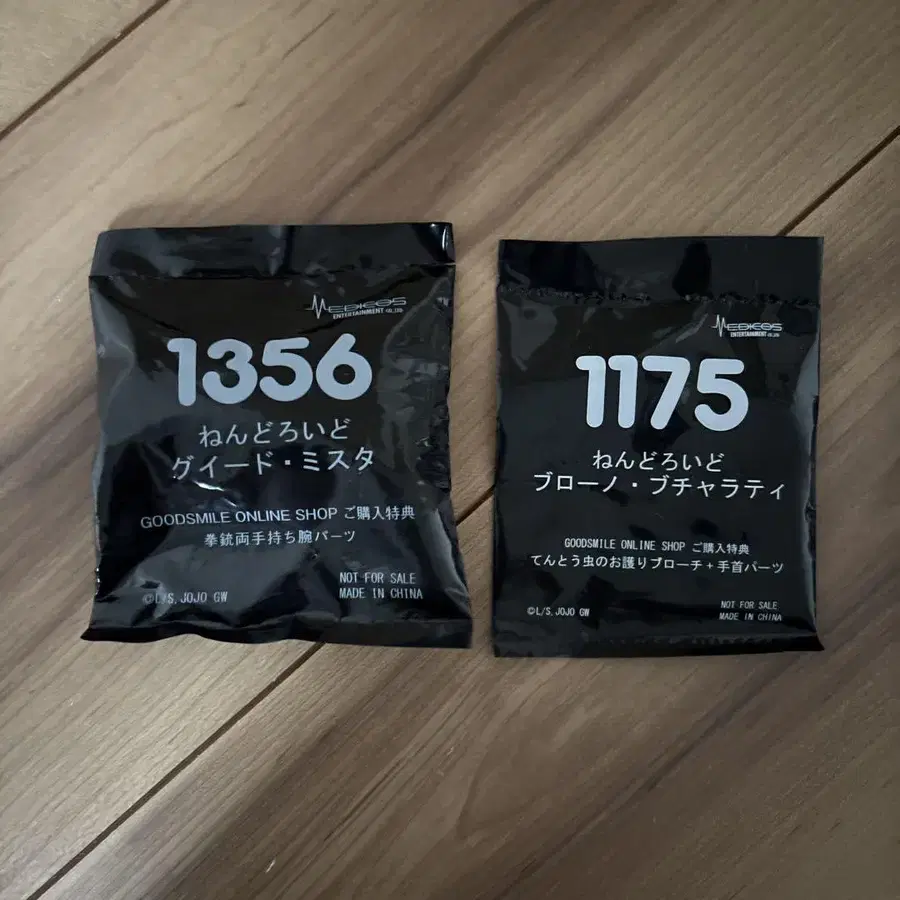 MEDICOS
ENTERTAINMENT CO.,LTD.
1356
ねんどろいど
グイード・ミスタ
GOODSMILE ONLINE SHOP ご購入特典
拳銃両手持ち腕パーツ
NOT FOR SALE
MADE IN CHINA
©L/S, JOJO GW
MEDICOS
ENTERTAINMENT CO.,LTD.
1175
ねんどろいど
ブローノ・ブチャラティ
GOODSMILE ONLINE SHOP ご購入特典
てんとう虫のお護りブローチ+手首パーツ
NOT FOR SALE
MADE IN CHINA
©L/S, JOJO GW